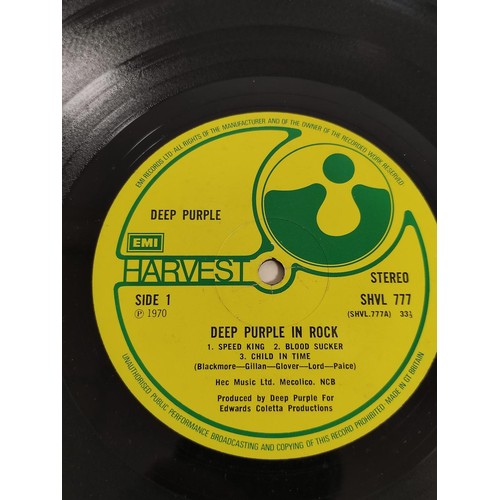 EMI RECORDS LTD. ALL RIGHTS OF THE MANUFACTURER AND OF THE OWNER OF THE RECORDED WORK RESERVED.
DEEP PURPLE
EMI
HARVEST
STEREO
SIDE 1
SHVL 777
Ⓟ 1970
(SHVL.777A) 33⅓
DEEP PURPLE IN ROCK
1. SPEED KING 2. BLOOD SUCKER
3. CHILD IN TIME
(Blackmore—Gillan—Glover—Lord—Paice)
Hec Music Ltd. Mecolico. NCB
Produced by Deep Purple For
Edwards Coletta Productions
UNAUTHORISED PUBLIC PERFORMANCE BROADCASTING AND COPYING OF THIS RECORD PROHIBITED. MADE IN GT BRITAIN